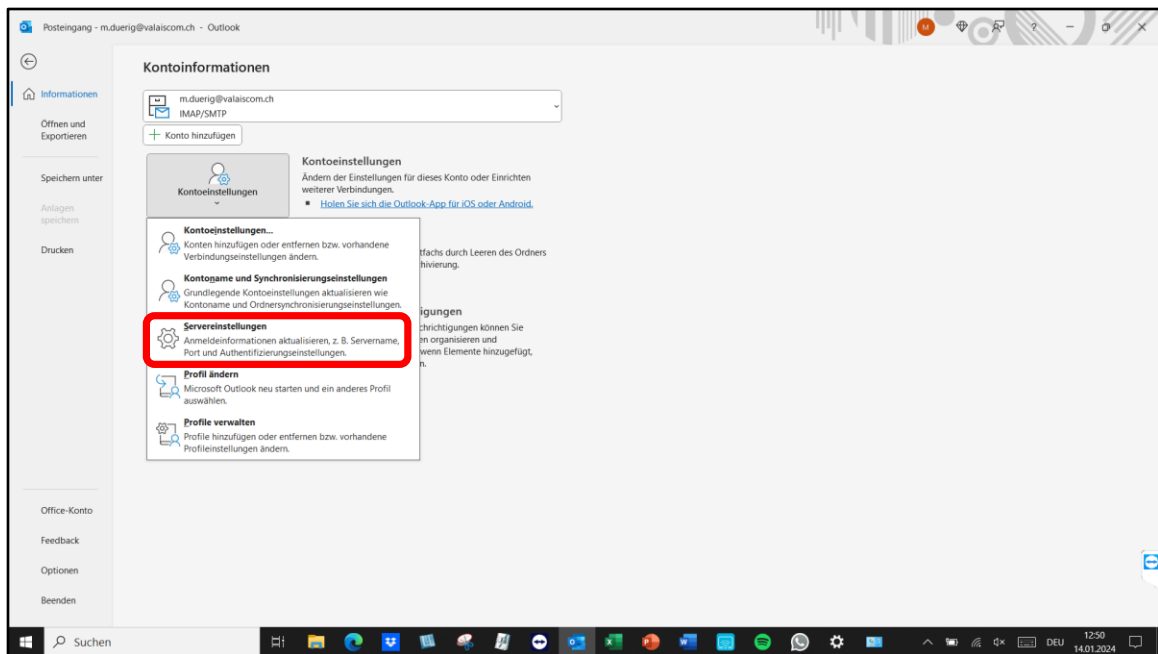 Posteingang - m.duerig@valaiscom.ch - Outlook
M
?
Kontoinformationen
Informationen
Öffnen und
Exportieren
Speichern unter
Anlagen
speichern
Drucken
Office-Konto
Feedback
Optionen
Beenden
m.duerig@valaiscom.ch
IMAP/SMTP
Konto hinzufügen
Kontoeinstellungen
Kontoeinstellungen
Ändern der Einstellungen für dieses Konto oder Einrichten
weiterer Verbindungen.
Holen Sie sich die Outlook-App für iOS oder Android.
Kontoeinstellungen...
Konten hinzufügen oder entfernen bzw. vorhandene
Verbindungseinstellungen ändern.
Kontoname und Synchronisierungseinstellungen
Grundlegende Kontoeinstellungen aktualisieren wie
Kontoname und Ordnersynchronisierungseinstellungen.
Servereinstellungen
Anmeldeinformationen aktualisieren, z. B. Servername,
Port und Authentifizierungseinstellungen.
Profil ändern
Microsoft Outlook neu starten und ein anderes Profil
auswählen.
Profile verwalten
Profile hinzufügen oder entfernen bzw. vorhandene
Profileinstellungen ändern.
tfachs durch Leeren des Ordners
hivierung.
igungen
chrichtigungen können Sie
en organisieren und
wenn Elemente hinzugefügt,
n.
Suchen
DEU
12:50
14.01.2024